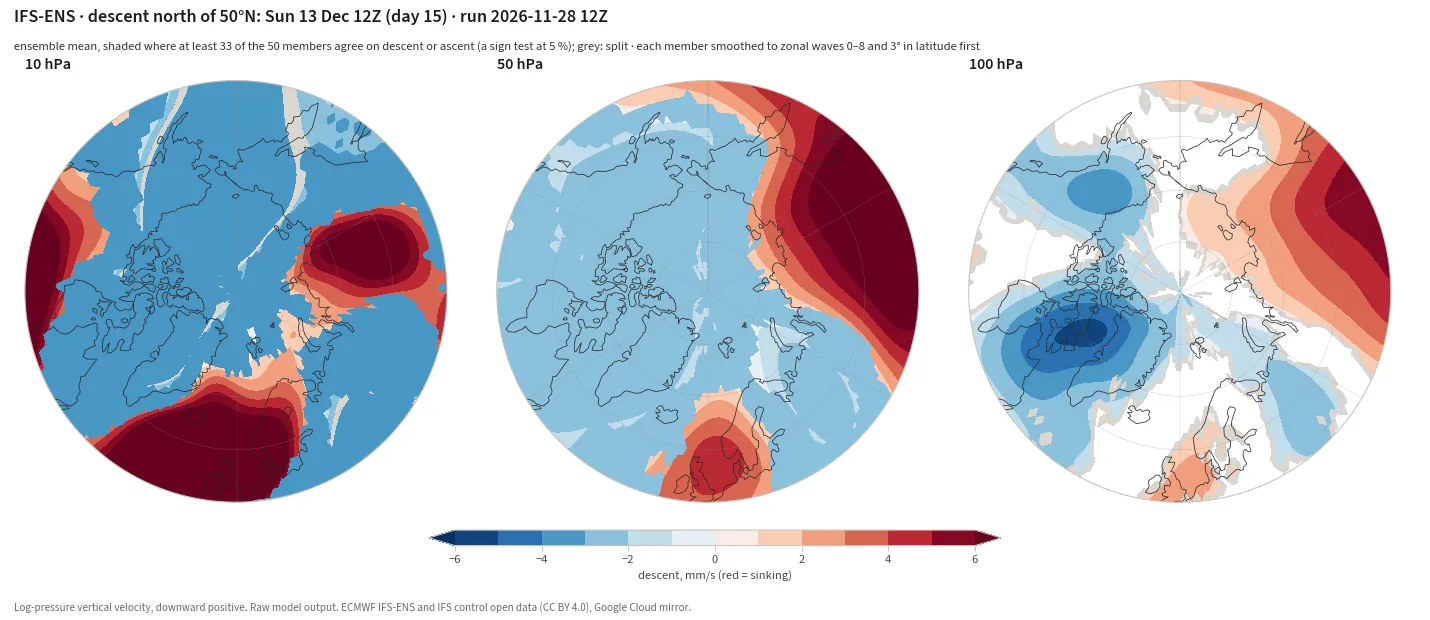 IFS-ENS · descent north of 50°N: Sun 13 Dec 12Z (day 15) · run 2026-11-28 12Z
ensemble mean, shaded where at least 33 of the 50 members agree on descent or ascent (a sign test at 5 %); grey: split · each member smoothed to zonal waves 0–8 and 3° in latitude first
10 hPa 50 hPa 100 hPa
−6 −4 −2 0 2 4 6
descent, mm/s (red = sinking)
Log-pressure vertical velocity, downward positive. Raw model output. ECMWF IFS-ENS and IFS control open data (CC BY 4.0), Google Cloud mirror.